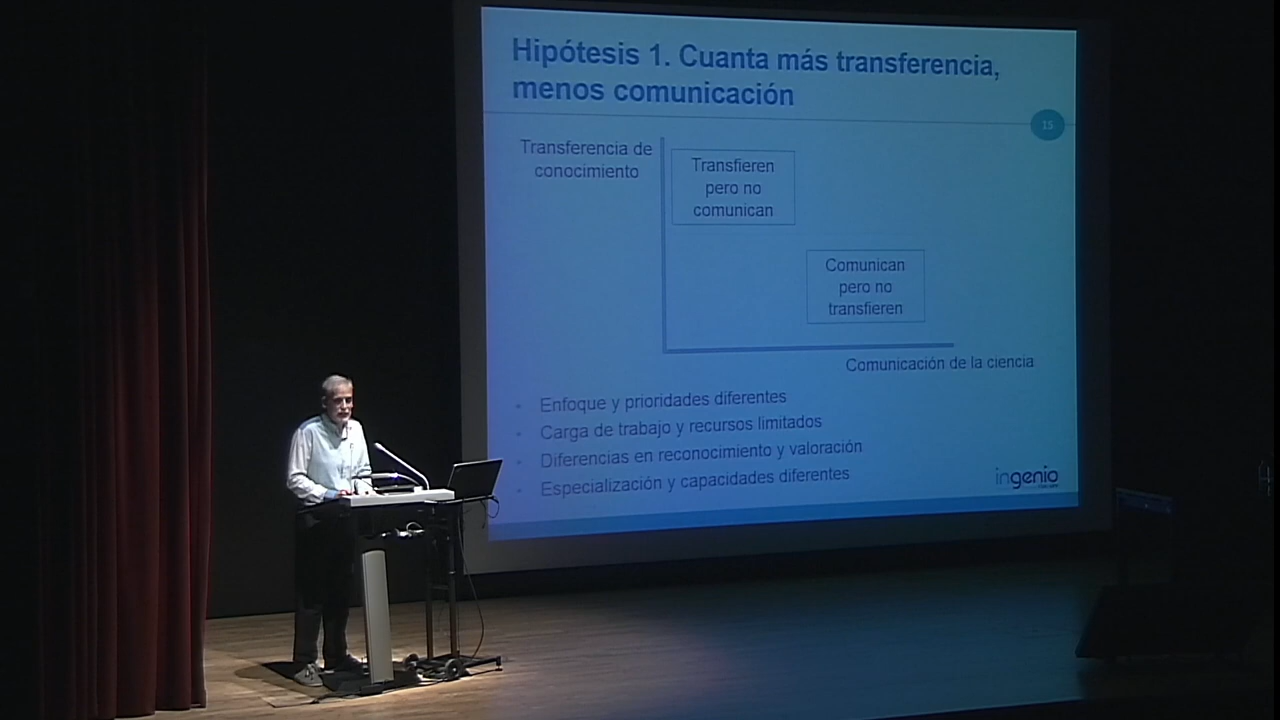 Hipótesis 1. Cuanta más transferencia,
menos comunicación
15
Transferencia de
conocimiento
Transfieren
pero no
comunican
Comunican
pero no
transfieren
Comunicación de la ciencia
- Enfoque y prioridades diferentes
- Carga de trabajo y recursos limitados
- Diferencias en reconocimiento y valoración
- Especialización y capacidades diferentes
ingenio